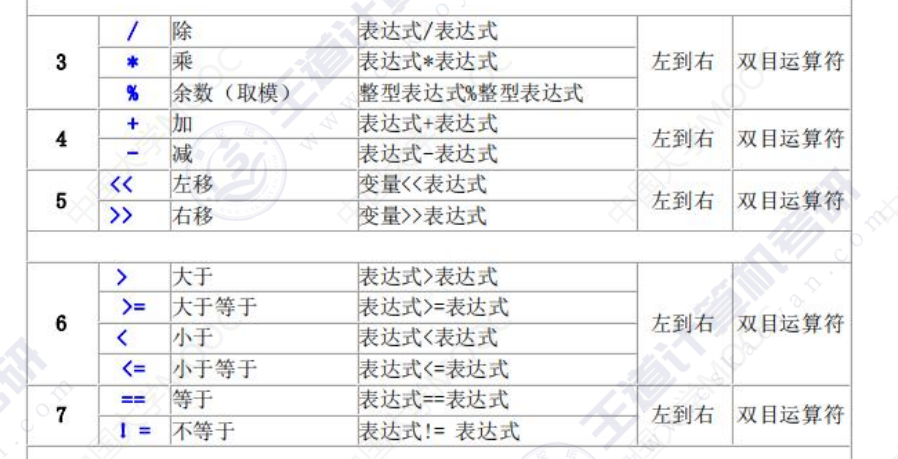 3 / 除 表达式/表达式 左到右 双目运算符
* 乘 表达式*表达式
% 余数（取模） 整型表达式%整型表达式
4 + 加 表达式+表达式 左到右 双目运算符
- 减 表达式-表达式
5 << 左移 变量<<表达式 左到右 双目运算符
>> 右移 变量>>表达式
6 > 大于 表达式>表达式 左到右 双目运算符
>= 大于等于 表达式>=表达式
< 小于 表达式<表达式
<= 小于等于 表达式<=表达式
7 == 等于 表达式==表达式 左到右 双目运算符
! = 不等于 表达式!= 表达式